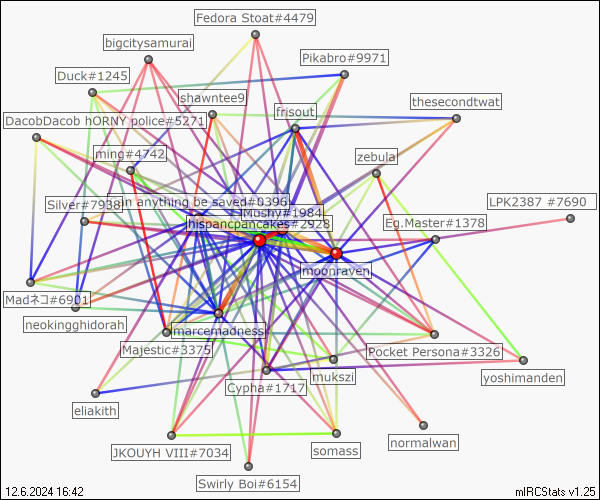 Fedora Stoat#4479
bigcitysamurai
Pikabro#9971
Duck#1245
shawntee9
frisout
thesecondtwat
DacobDacob hORNY police#5271
ming#4742
zebula
Silver#7938
an anything be saved#0396
Mushy#1984
LPK2387 #7690
hispancpancakes#2928
Eg.Master#1378
moonraven
Madネコ#6901
neokingghidorah
marcemadness
Majestic#3375
Pocket Persona#3326
mukszi
yoshimanden
Cypha#1717
eliakith
JKOUYH VIII#7034
somass
normalwan
Swirly Boi#6154
12.6.2024 16:42
mIRCStats v1.25